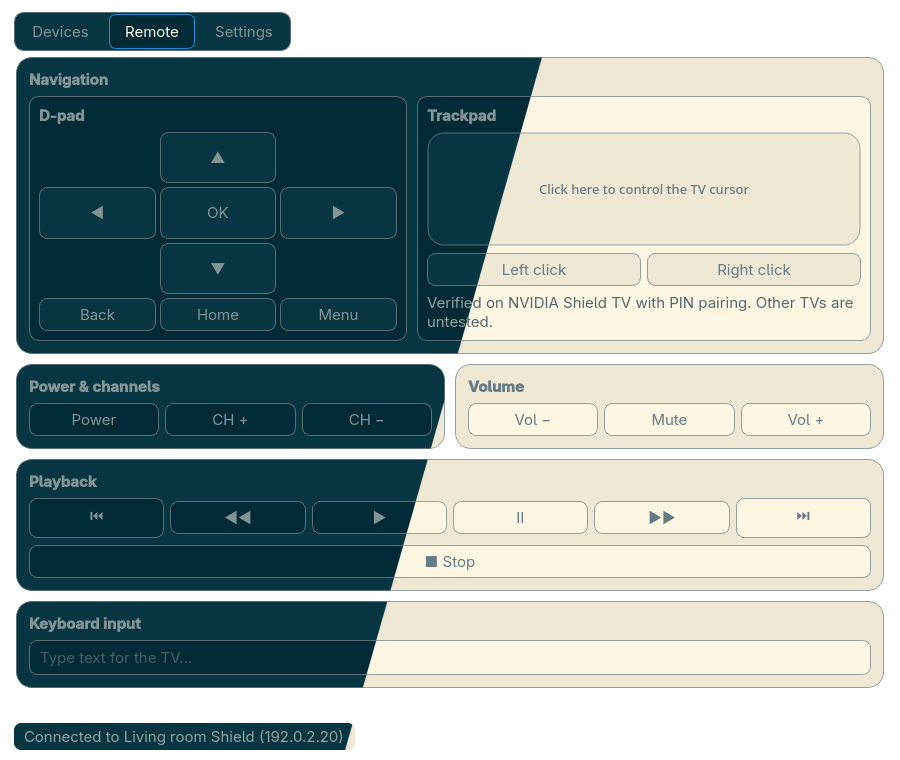 Devices Remote Settings
Navigation
D-pad
▲
◀ OK ▶
▼
Back Home Menu
Trackpad
Click here to control the TV cursor
Left click Right click
Verified on NVIDIA Shield TV with PIN pairing. Other TVs are
untested.
Power & channels
Power CH + CH −
Volume
Vol − Mute Vol +
Playback
⏮ ◀◀ ▶ ⏸ ▶▶ ⏭
■ Stop
Keyboard input
Type text for the TV...
Connected to Living room Shield (192.0.2.20)